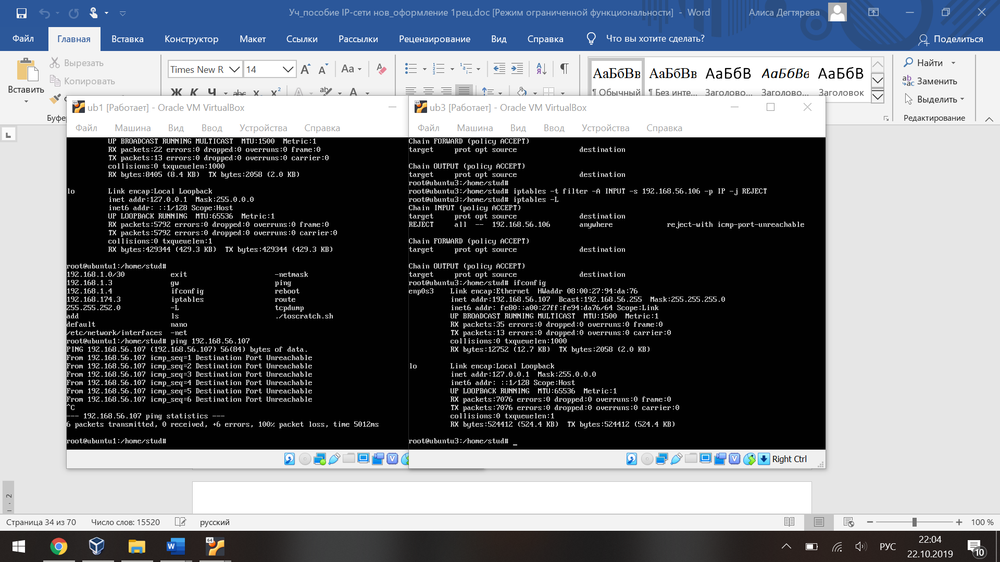 Уч_пособие IP-сети нов_оформление 1рец.doc [Режим ограниченной функциональности] - Word
Алиса Дегтярева
Файл Главная Вставка Конструктор Макет Ссылки Рассылки Рецензирование Вид Справка Что вы хотите сделать? Поделиться
Вставить
Вырезать
Копировать
Times New R 14
Aa
АаБбВв АаБбВв АаБбВ АаБбВв АаБбВ
¶ Обычный ¶ Без инте... Заголово... Заголово... Заголовок
Найти
Заменить
Выделить
Редактирование
ub1 [Работает] - Oracle VM VirtualBox
Файл Машина Вид Ввод Устройства Справка
UP BROADCAST RUNNING MULTICAST  MTU:1500  Metric:1
RX packets:22 errors:0 dropped:0 overruns:0 frame:0
TX packets:13 errors:0 dropped:0 overruns:0 carrier:0
collisions:0 txqueuelen:1000
RX bytes:8405 (8.4 KB)  TX bytes:2058 (2.0 KB)
lo        Link encap:Local Loopback
inet addr:127.0.0.1  Mask:255.0.0.0
inet6 addr: ::1/128 Scope:Host
UP LOOPBACK RUNNING  MTU:65536  Metric:1
RX packets:5792 errors:0 dropped:0 overruns:0 frame:0
TX packets:5792 errors:0 dropped:0 overruns:0 carrier:0
collisions:0 txqueuelen:1
RX bytes:429344 (429.3 KB)  TX bytes:429344 (429.3 KB)
root@ubuntu1:/home/stud#
192.168.1.0/30 exit -netmask
192.168.1.3 gw ping
192.168.1.4 ifconfig reboot
192.168.174.3 iptables route
255.255.252.0 -L tcpdump
add ls ./toscratch.sh
default nano
/etc/network/interfaces -net
root@ubuntu1:/home/stud# ping 192.168.56.107
PING 192.168.56.107 (192.168.56.107) 56(84) bytes of data.
From 192.168.56.107 icmp_seq=1 Destination Port Unreachable
From 192.168.56.107 icmp_seq=2 Destination Port Unreachable
From 192.168.56.107 icmp_seq=3 Destination Port Unreachable
From 192.168.56.107 icmp_seq=4 Destination Port Unreachable
From 192.168.56.107 icmp_seq=5 Destination Port Unreachable
From 192.168.56.107 icmp_seq=6 Destination Port Unreachable
^C
--- 192.168.56.107 ping statistics ---
6 packets transmitted, 0 received, +6 errors, 100% packet loss, time 5012ms
root@ubuntu1:/home/stud#
ub3 [Работает] - Oracle VM VirtualBox
Файл Машина Вид Ввод Устройства Справка
Chain FORWARD (policy ACCEPT)
target     prot opt source               destination
Chain OUTPUT (policy ACCEPT)
target     prot opt source               destination
root@ubuntu3:/home/stud#
root@ubuntu3:/home/stud# iptables -t filter -A INPUT -s 192.168.56.106 -p IP -j REJECT
root@ubuntu3:/home/stud# iptables -L
Chain INPUT (policy ACCEPT)
target     prot opt source               destination
REJECT     all  --  192.168.56.106       anywhere             reject-with icmp-port-unreachable
Chain FORWARD (policy ACCEPT)
target     prot opt source               destination
Chain OUTPUT (policy ACCEPT)
target     prot opt source               destination
root@ubuntu3:/home/stud# ifconfig
enp0s3    Link encap:Ethernet  HWaddr 08:00:27:94:da:76
inet addr:192.168.56.107  Bcast:192.168.56.255  Mask:255.255.255.0
inet6 addr: fe80::a00:27ff:fe94:da76/64 Scope:Link
UP BROADCAST RUNNING MULTICAST  MTU:1500  Metric:1
RX packets:35 errors:0 dropped:0 overruns:0 frame:0
TX packets:13 errors:0 dropped:0 overruns:0 carrier:0
collisions:0 txqueuelen:1000
RX bytes:12752 (12.7 KB)  TX bytes:2058 (2.0 KB)
lo        Link encap:Local Loopback
inet addr:127.0.0.1  Mask:255.0.0.0
inet6 addr: ::1/128 Scope:Host
UP LOOPBACK RUNNING  MTU:65536  Metric:1
RX packets:7076 errors:0 dropped:0 overruns:0 frame:0
TX packets:7076 errors:0 dropped:0 overruns:0 carrier:0
collisions:0 txqueuelen:1
RX bytes:524412 (524.4 KB)  TX bytes:524412 (524.4 KB)
root@ubuntu3:/home/stud# _
Right Ctrl
Страница 34 из 70 Число слов: 15520 русский 100 %
РУС
22:04
22.10.2019
10